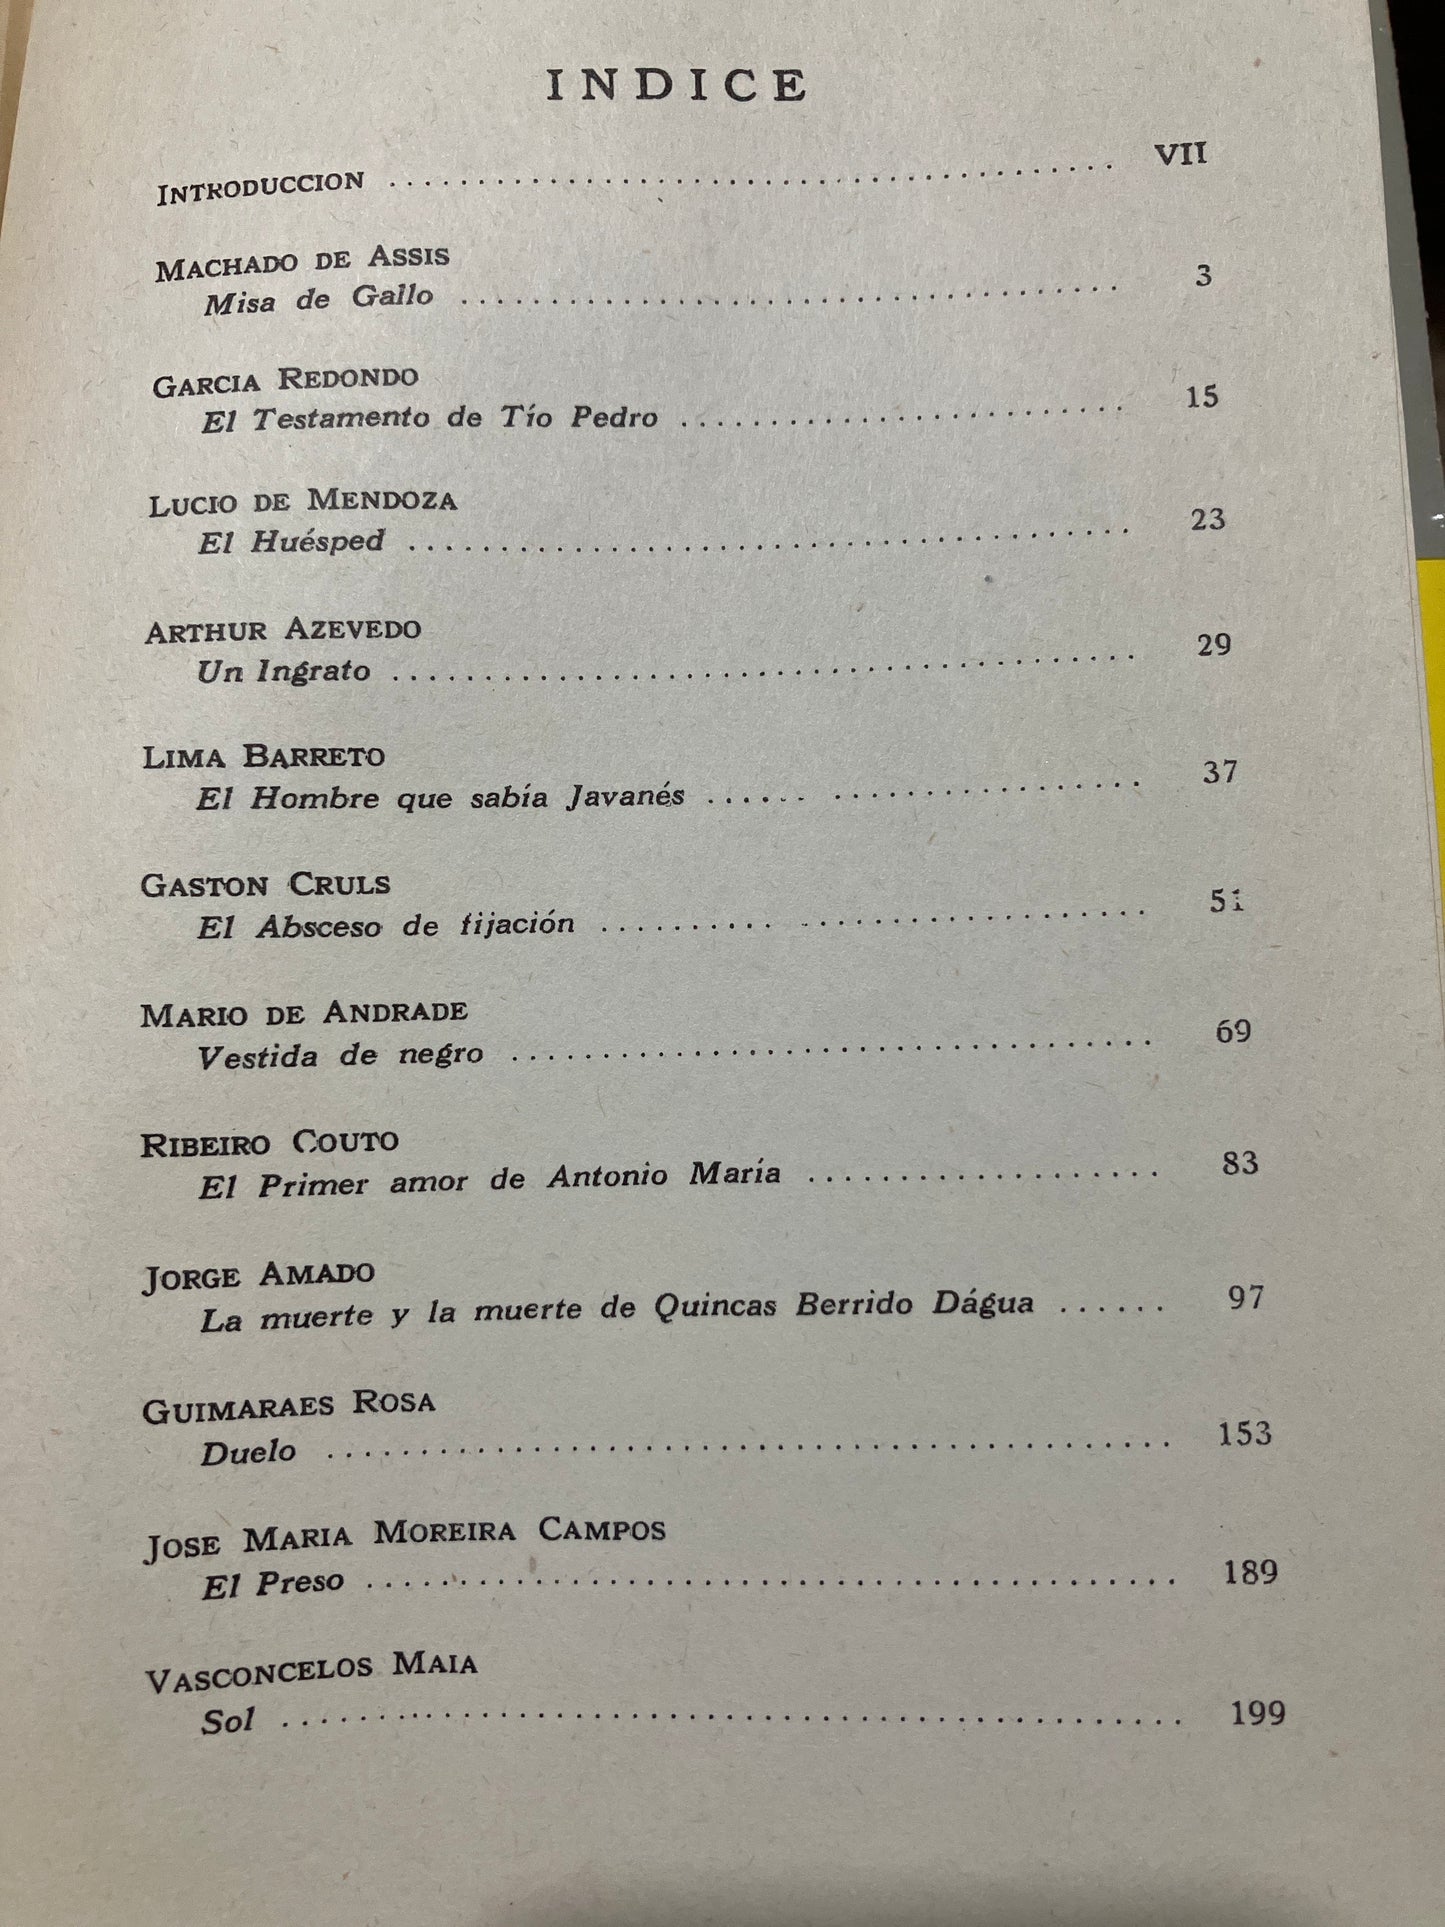 INDICE
INTRODUCCION ........................................ VII
MACHADO DE ASSIS
Misa de Gallo ........................................ 3
GARCIA REDONDO
El Testamento de Tío Pedro ........................ 15
LUCIO DE MENDOZA
El Huésped ........................................ 23
ARTHUR AZEVEDO
Un Ingrato ........................................ 29
LIMA BARRETO
El Hombre que sabía Javanés ........................ 37
GASTON CRULS
El Absceso de fijación ............................ 51
MARIO DE ANDRADE
Vestida de negro .................................... 69
RIBEIRO COUTO
El Primer amor de Antonio María .................... 83
JORGE AMADO
La muerte y la muerte de Quincas Berrido Dágua ...... 97
GUIMARAES ROSA
Duelo ................................................ 153
JOSE MARIA MOREIRA CAMPOS
El Preso ............................................ 189
VASCONCELOS MAIA
Sol .................................................. 199